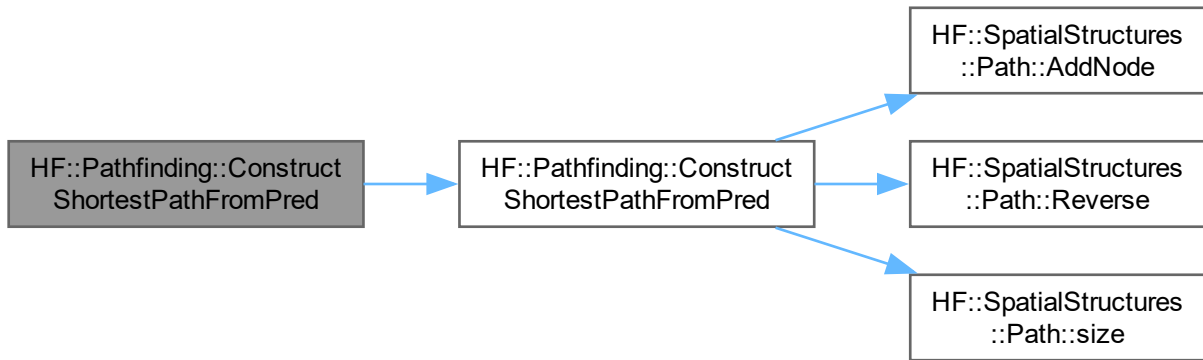 HF::Pathfinding::Construct
ShortestPathFromPred
HF::Pathfinding::Construct
ShortestPathFromPred
HF::SpatialStructures
::Path::AddNode
HF::SpatialStructures
::Path::Reverse
HF::SpatialStructures
::Path::size